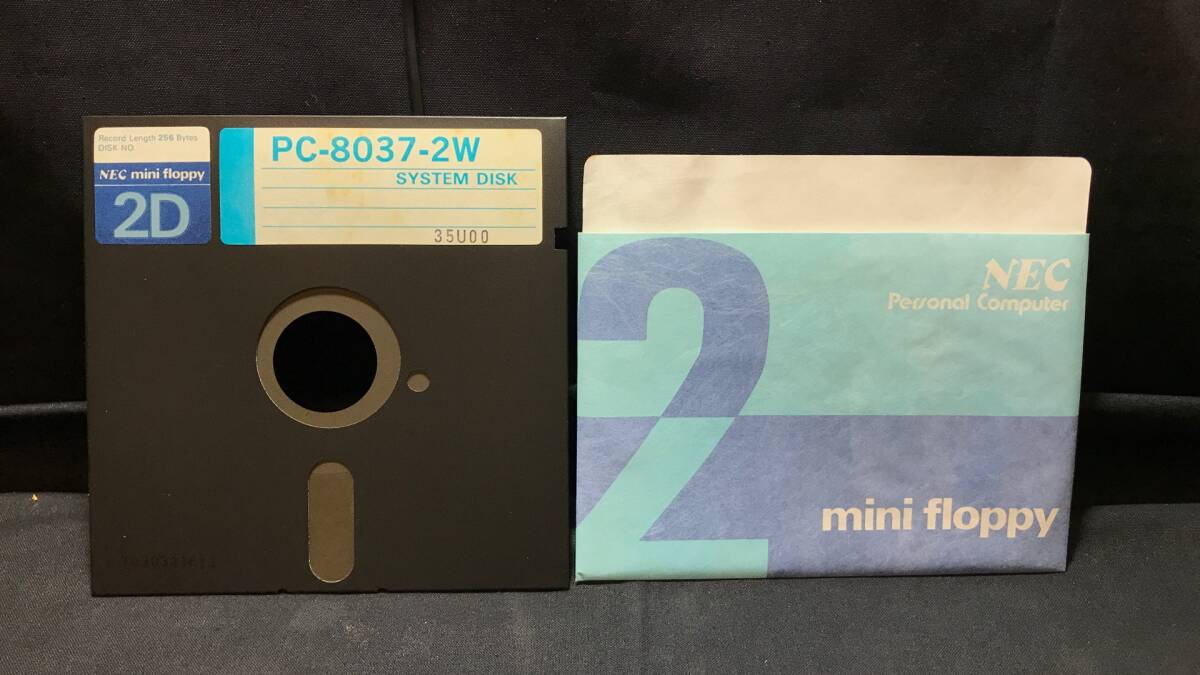 Record Length 256 Bytes
DISK NO.
NEC mini floppy
2D
PC-8037-2W
SYSTEM DISK
35U00
2
NEC
Personal Computer
mini floppy